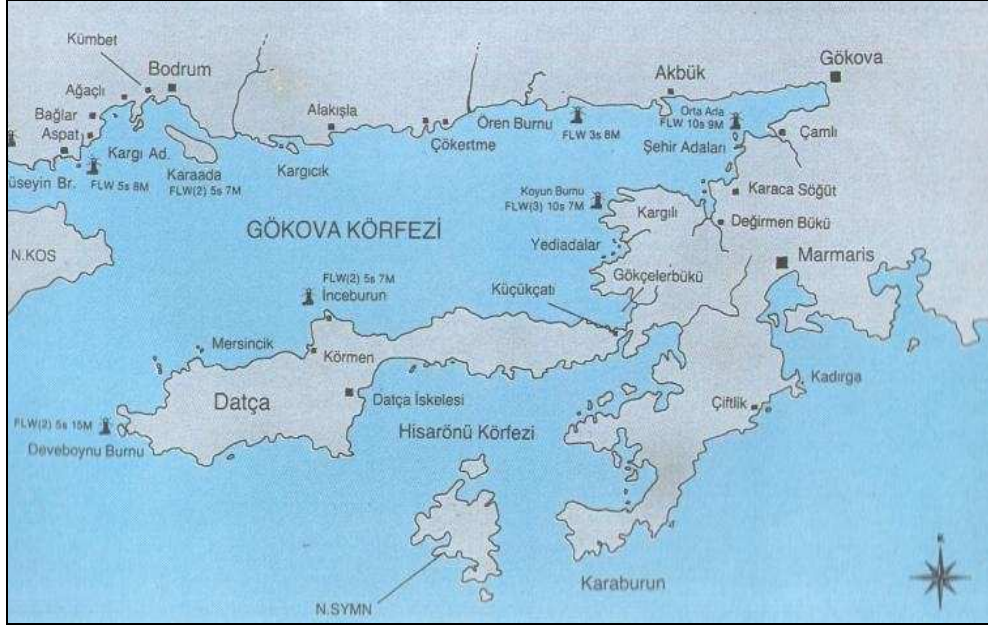 Kümbet
Bodrum
Ağaçlı
Bağlar
Aspat
Kargı Ad.
Karaada
FLW(2) 5s 7M
üseyin Br.
FLW 5s 8M
Alakışla
Kargıcık
Çökertme
Ören Burnu
FLW 3s 8M
Akbük
Gökova
Orta Ada
FLW 10s 9M
Şehir Adaları
Çamlı
Karaca Söğüt
Değirmen Bükü
Koyun Burnu
FLW(3) 10s 7M
Kargılı
GÖKOVA KÖRFEZİ
N.KOS
Yediadalar
Gökçelerbükü
Marmaris
Küçükçatı
FLW(2) 5s 7M
İnceburun
Mersincik
Körmen
Datça
Datça İskelesi
Kadırga
Çiftlik
FLW(2) 5s 15M
Deveboynu Burnu
Hisarönü Körfezi
Karaburun
N.SYMN